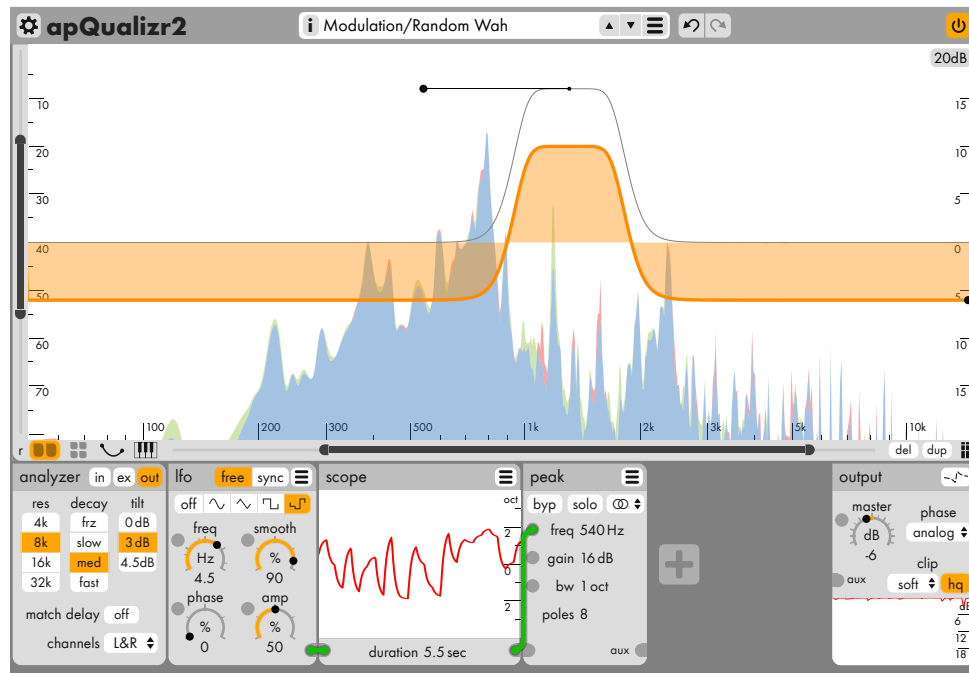 apQualizr2
i Modulation/Random Wah
20dB
10 15
20 10
30 5
40 0
50 5
60 10
70 15
100 200 300 500 1k 2k 3k 5k 10k
r del dup
analyzer in ex out
res decay tilt
4k frz 0 dB
8k slow 3 dB
16k med 4.5dB
32k fast
match delay off
channels L&R
lfo free sync
off
freq smooth
Hz %
4.5 90
phase amp
% %
0 50
scope
oct
2
0
2
duration 5.5 sec
peak
byp solo
freq 540 Hz
gain 16 dB
bw 1 oct
poles 8
aux
output
master phase
dB analog
-6
clip
aux soft hq
dB
6
12
18